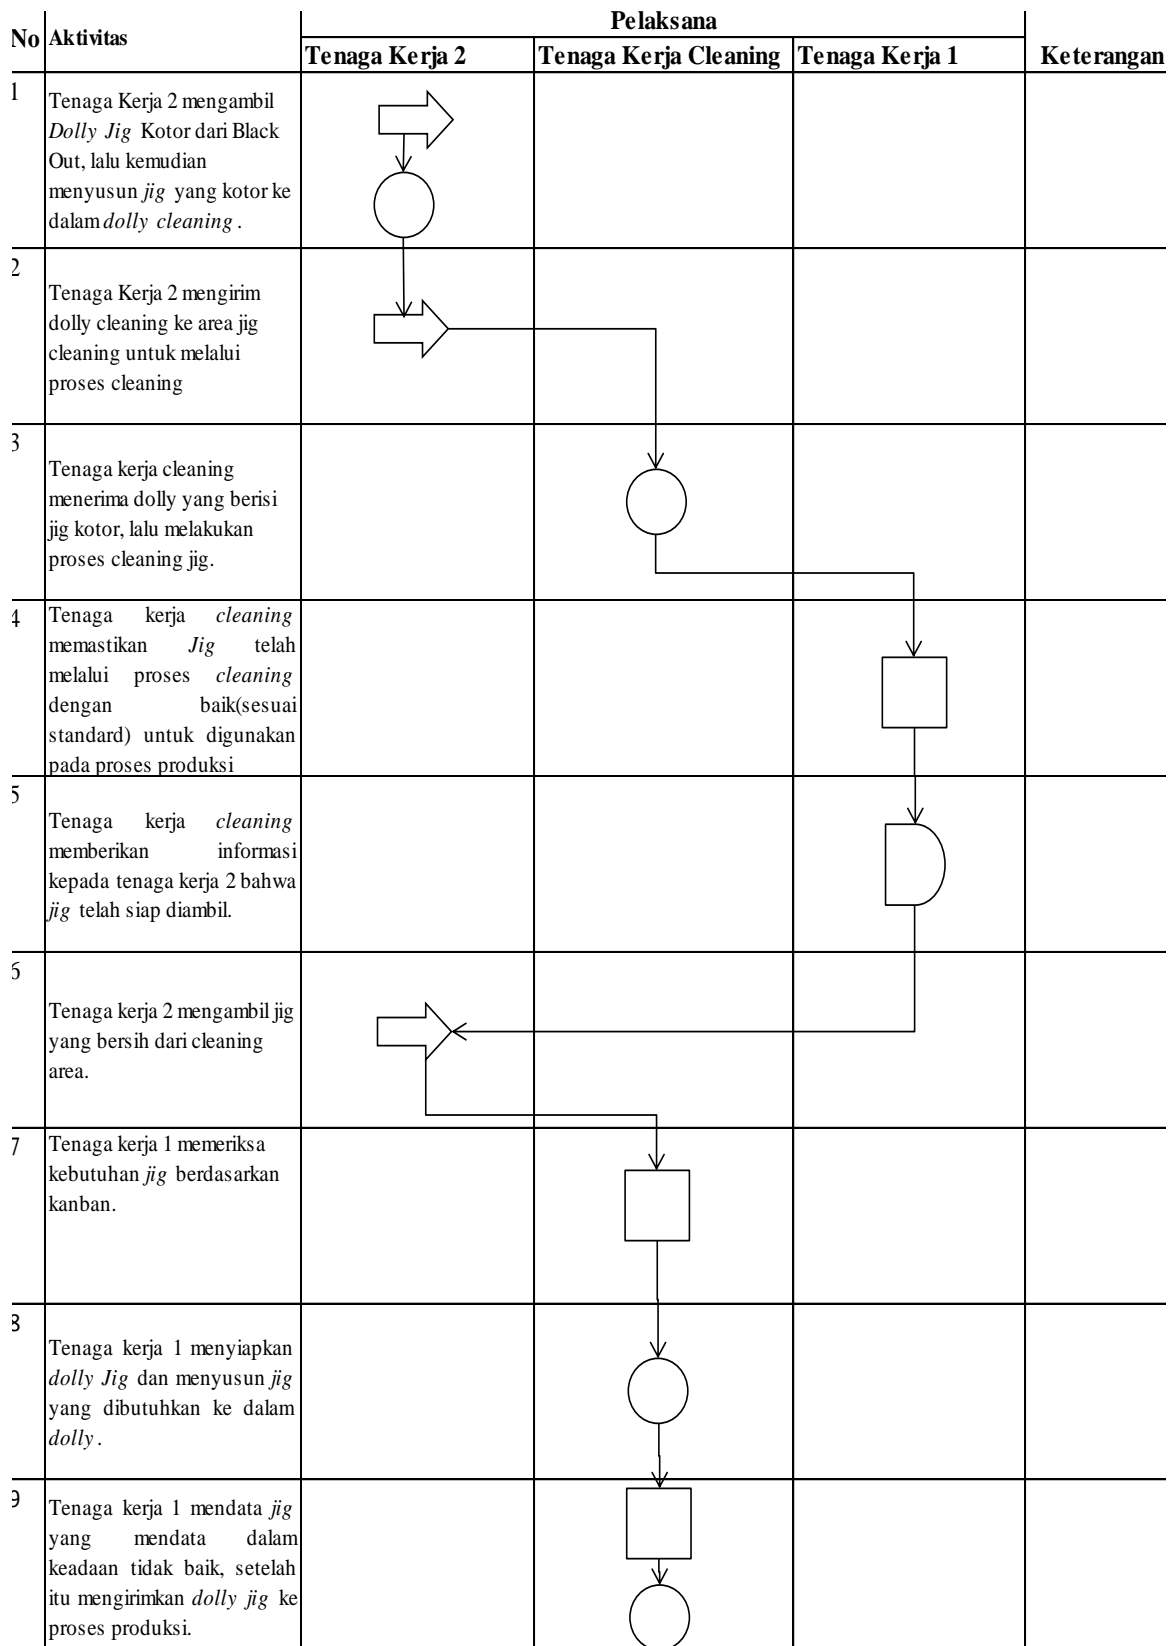 Pelaksana
No Aktivitas
Tenaga Kerja 2 Tenaga Kerja Cleaning Tenaga Kerja 1 Keterangan
1
Tenaga Kerja 2 mengambil
Dolly Jig Kotor dari Black
Out, lalu kemudian
menyusun jig yang kotor ke
dalam dolly cleaning .
2
Tenaga Kerja 2 mengirim
dolly cleaning ke area jig
cleaning untuk melalui
proses cleaning
3
Tenaga kerja cleaning
menerima dolly yang berisi
jig kotor, lalu melakukan
proses cleaning jig.
4
Tenaga kerja cleaning
memastikan Jig telah
melalui proses cleaning
dengan baik(sesuai
standard) untuk digunakan
pada proses produksi
5
Tenaga kerja cleaning
memberikan informasi
kepada tenaga kerja 2 bahwa
jig telah siap diambil.
6
Tenaga kerja 2 mengambil jig
yang bersih dari cleaning
area.
7
Tenaga kerja 1 memeriksa
kebutuhan jig berdasarkan
kanban.
8
Tenaga kerja 1 menyiapkan
dolly Jig dan menyusun jig
yang dibutuhkan ke dalam
dolly .
9
Tenaga kerja 1 mendata jig
yang mendata dalam
keadaan tidak baik, setelah
itu mengirimkan dolly jig ke
proses produksi.